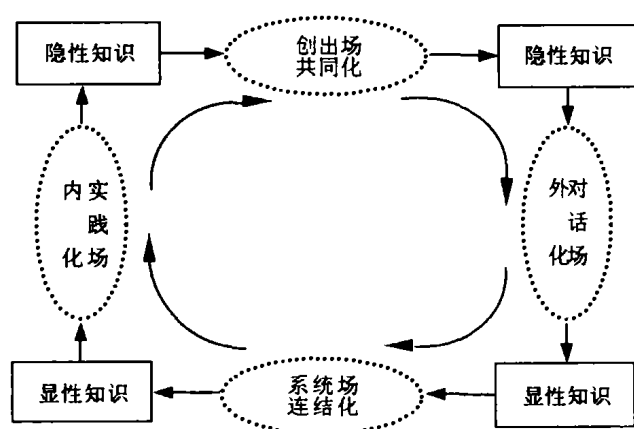 隐性知识
创出场
共同化
隐性知识
实践场
内化
对话场
外化
显性知识
系统场
连结化
显性知识